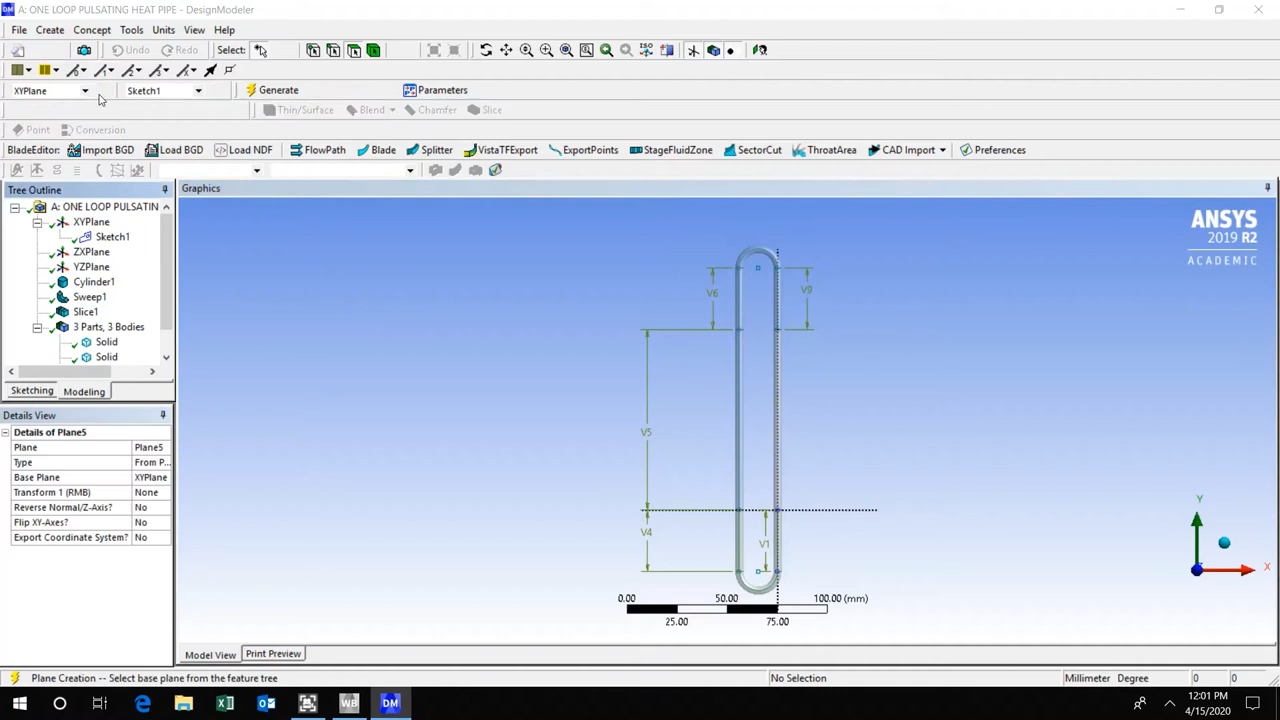 A: ONE LOOP PULSATING HEAT PIPE - DesignModeler
File Create Concept Tools Units View Help
Undo Redo Select:
XYPlane Sketch1 Generate Parameters
Thin/Surface Blend Chamfer Slice
Point Conversion
BladeEditor: Import BGD Load BGD Load NDF FlowPath Blade Splitter VistaTFExport ExportPoints StageFluidZone SectorCut ThroatArea CAD Import Preferences
Tree Outline
A: ONE LOOP PULSATIN
XYPlane
Sketch1
ZXPlane
YZPlane
Cylinder1
Sweep1
Slice1
3 Parts, 3 Bodies
Solid
Solid
Sketching Modeling
Details View
Details of Plane5
Plane Plane5
Type From P...
Base Plane XYPlane
Transform 1 (RMB) None
Reverse Normal/Z-Axis? No
Flip XY-Axes? No
Export Coordinate System? No
Graphics
ANSYS
2019 R2
ACADEMIC
V6 V9
V5
V4 V1
0.00 50.00 100.00 (mm)
25.00 75.00
Y
X
Model View Print Preview
Plane Creation -- Select base plane from the feature tree No Selection Millimeter Degree 0 0
12:01 PM
4/15/2020